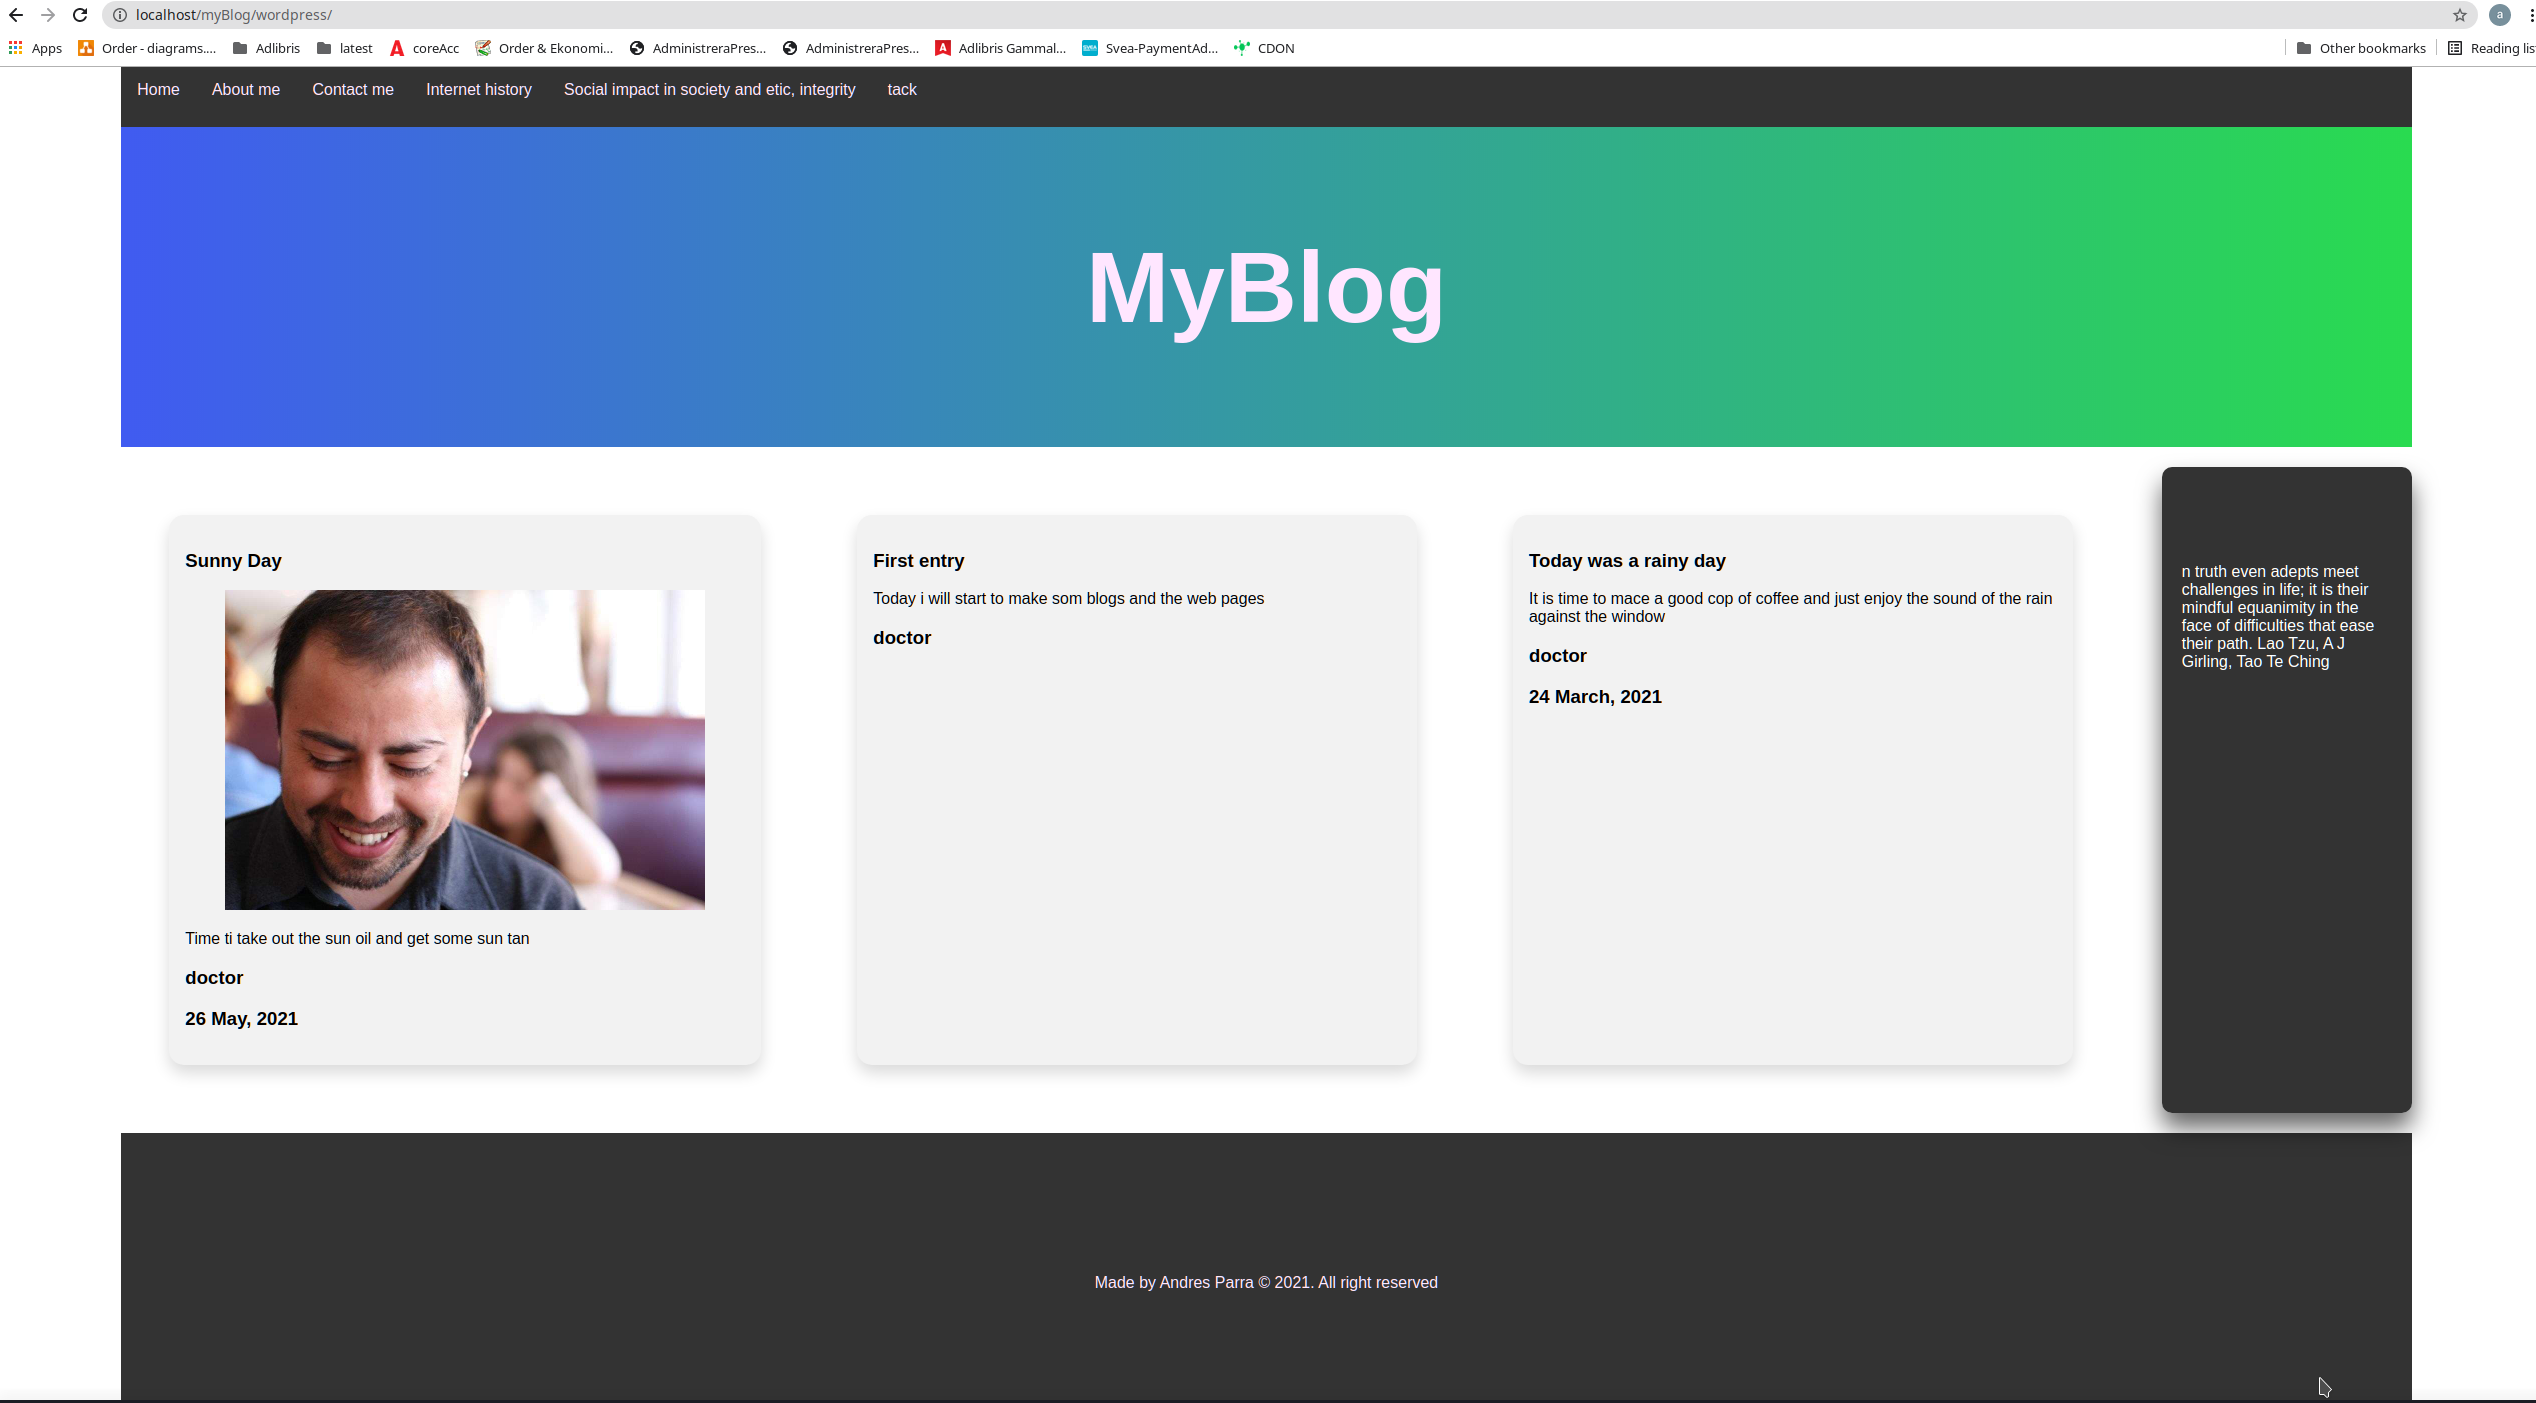 localhost/myBlog/wordpress/
a
Apps
Order - diagrams....
Adlibris
latest
coreAcc
Order & Ekonomi...
AdministreraPres...
AdministreraPres...
Adlibris Gammal...
Svea-PaymentAd...
CDON
Other bookmarks
Reading lis
Home
About me
Contact me
Internet history
Social impact in society and etic, integrity
tack
MyBlog
Sunny Day
Time ti take out the sun oil and get some sun tan
doctor
26 May, 2021
First entry
Today i will start to make som blogs and the web pages
doctor
Today was a rainy day
It is time to mace a good cop of coffee and just enjoy the sound of the rain
against the window
doctor
24 March, 2021
n truth even adepts meet
challenges in life; it is their
mindful equanimity in the
face of difficulties that ease
their path. Lao Tzu, A J
Girling, Tao Te Ching
Made by Andres Parra © 2021. All right reserved